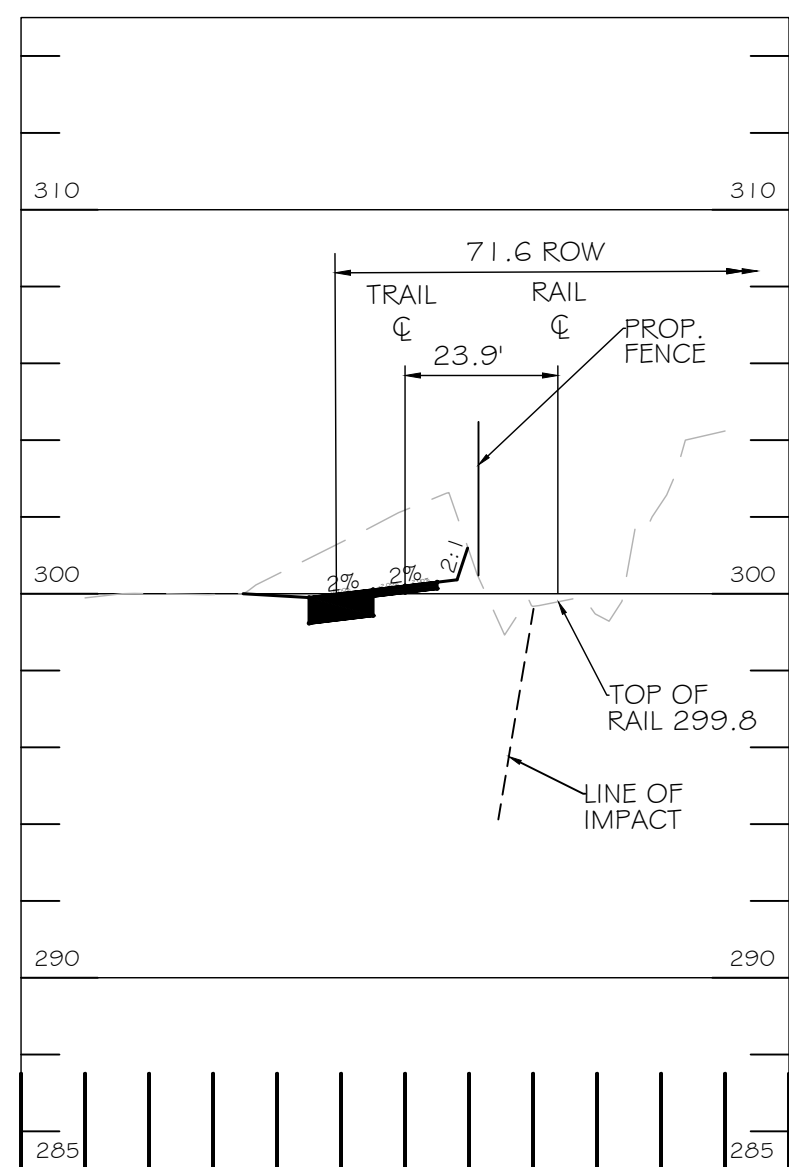 310 310
71.6 ROW
TRAIL
℄
RAIL
℄
PROP.
FENCE
23.9'
300 300
2%
2%
2:1
TOP OF
RAIL 299.8
LINE OF
IMPACT
290 290
285 285